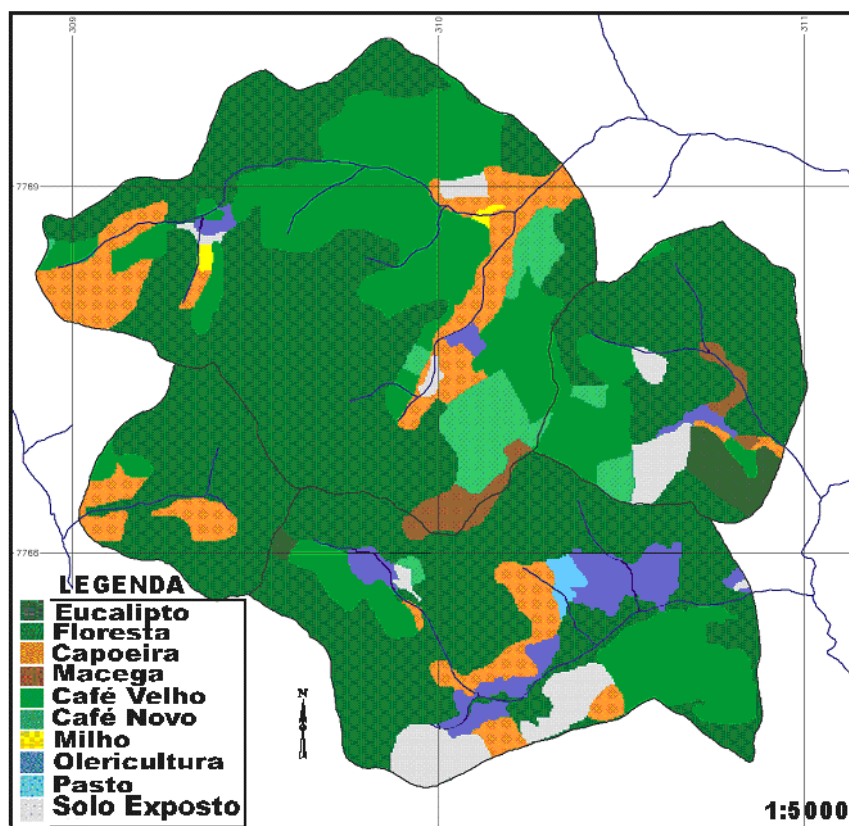 309
310
311
7769
7768
LEGENDA
Eucalipto
Floresta
Capoeira
Macega
Café Velho
Café Novo
Milho
Olericultura
Pasto
Solo Exposto
N
1:5000